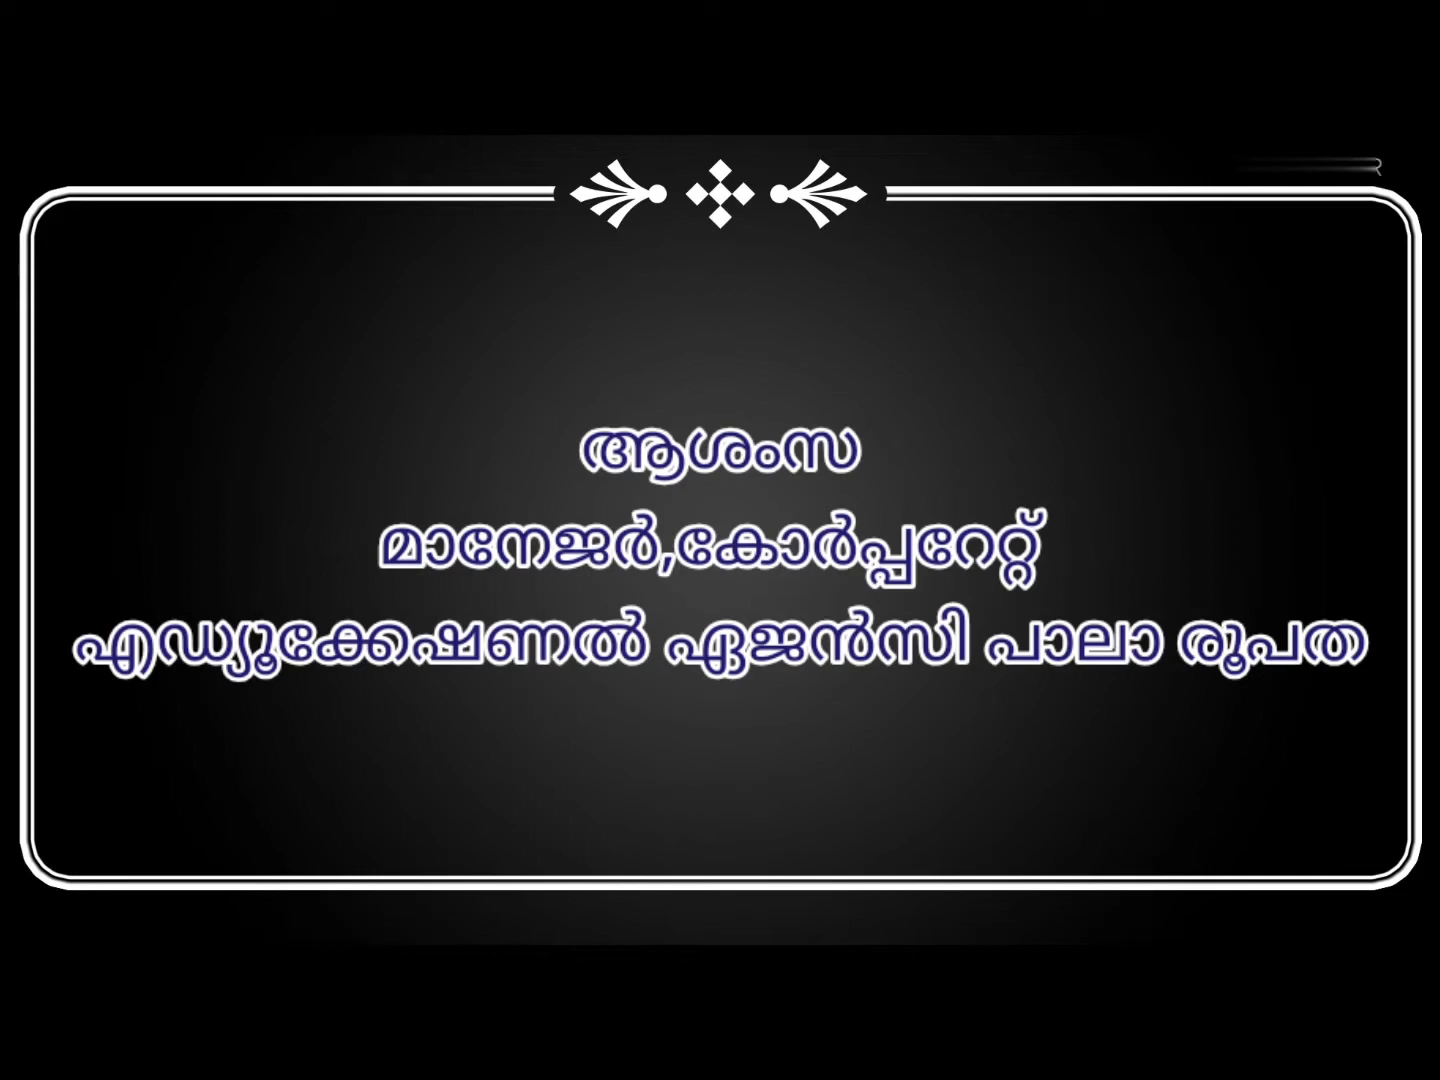 ആശംസ
മാനേജർ,കോർപ്പറേറ്റ്
എഡ്യൂക്കേഷണൽ ഏജൻസി പാലാ രൂപത